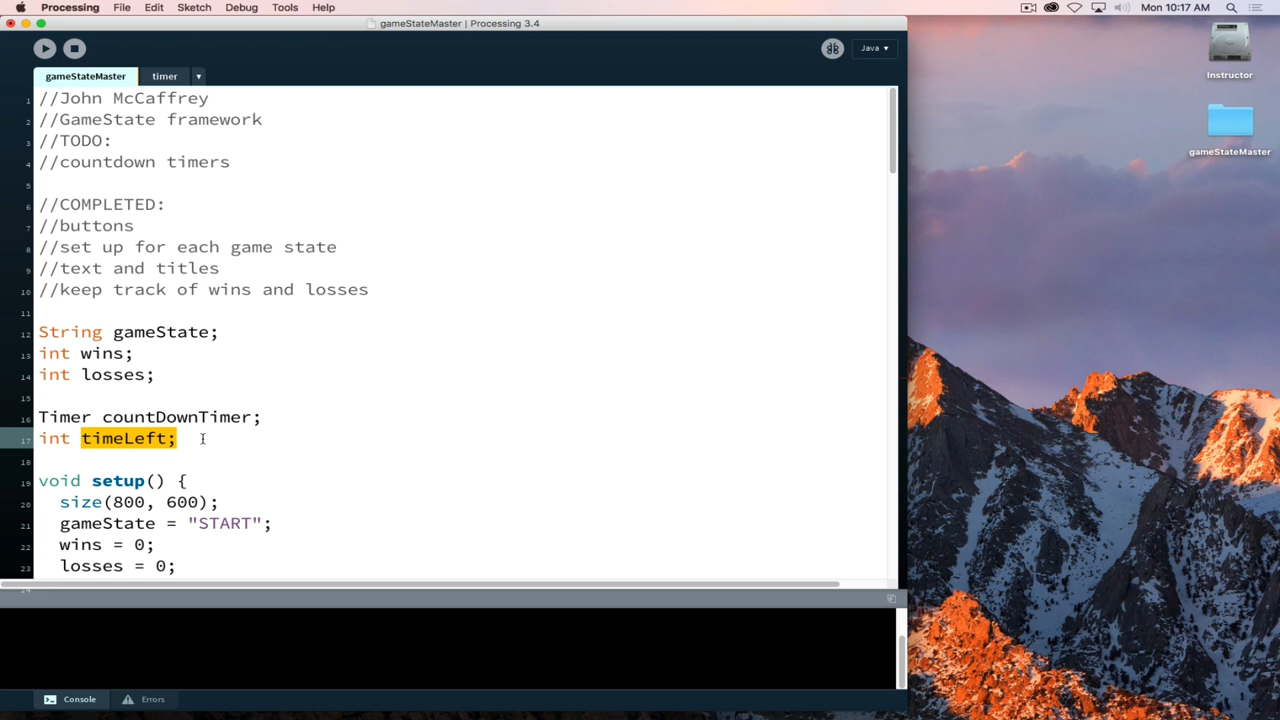 Processing File Edit Sketch Debug Tools Help Mon 10:17 AM
gameStateMaster | Processing 3.4
Java ▾
gameStateMaster timer ▾
1 //John McCaffrey
2 //GameState framework
3 //TODO:
4 //countdown timers
5
6 //COMPLETED:
7 //buttons
8 //set up for each game state
9 //text and titles
10 //keep track of wins and losses
11
12 String gameState;
13 int wins;
14 int losses;
15
16 Timer countDownTimer;
17 int timeLeft;
18
19 void setup() {
20 size(800, 600);
21 gameState = "START";
22 wins = 0;
23 losses = 0;
24
Console Errors
Instructor
gameStateMaster